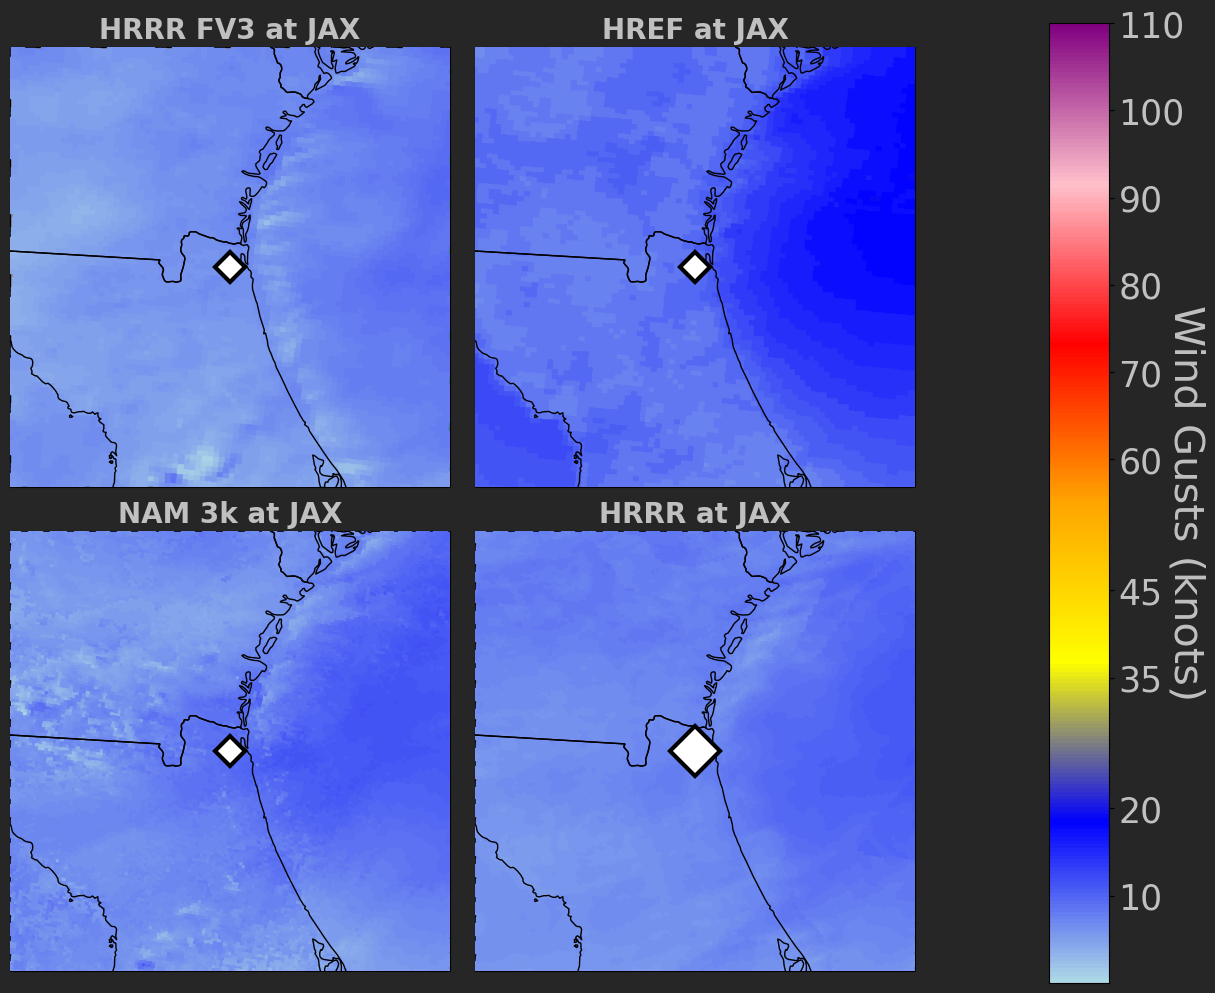 HRRR FV3 at JAX
HREF at JAX
NAM 3k at JAX
HRRR at JAX
110
100
90
80
70
60
45
35
20
10
Wind Gusts (knots)